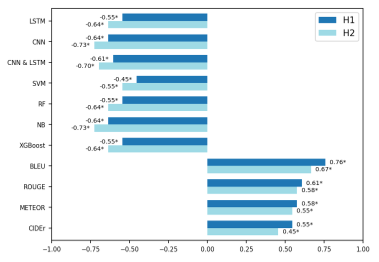 H1
H2
LSTM -0.55*
-0.64*
CNN -0.64*
-0.73*
CNN & LSTM -0.61*
-0.70*
SVM -0.45*
-0.55*
RF -0.55*
-0.64*
NB -0.64*
-0.73*
XGBoost -0.55*
-0.64*
BLEU 0.76*
0.67*
ROUGE 0.61*
0.58*
METEOR 0.58*
0.55*
CIDEr 0.55*
0.45*
−1.00 −0.75 −0.50 −0.25 0.00 0.25 0.50 0.75 1.00